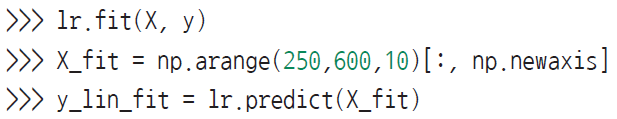 >>> lr.fit(X, y)
>>> X_fit = np.arange(250,600,10)[:, np.newaxis]
>>> y_lin_fit = lr.predict(X_fit)